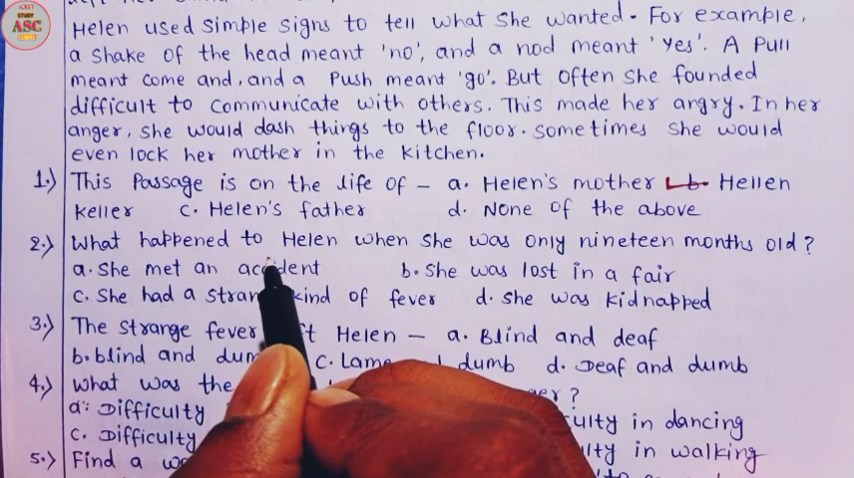 STUDY
ASC
Helen used simple signs to tell what she wanted. For example,
a shake of the head meant 'no', and a nod meant 'yes'. A Pull
meant come and, and a Push meant 'go'. But often she founded
difficult to communicate with others. This made her angry. In her
anger, she would dash things to the floor. sometimes she would
even lock her mother in the kitchen.
1.) This Passage is on the life of – a. Helen's mother b. Hellen
keller c. Helen's father d. None of the above
2.) What happened to Helen when she was only nineteen months old?
a. She met an accident b. She was lost in a fair
c. She had a kind of fever d. she was kidnapped
3.) The strange fever Helen – a. Blind and deaf
b. blind and c. Lame dumb d. Deaf and dumb
4.) What was the
a. Difficulty in dancing
c. Difficulty in walking
5.) Find a